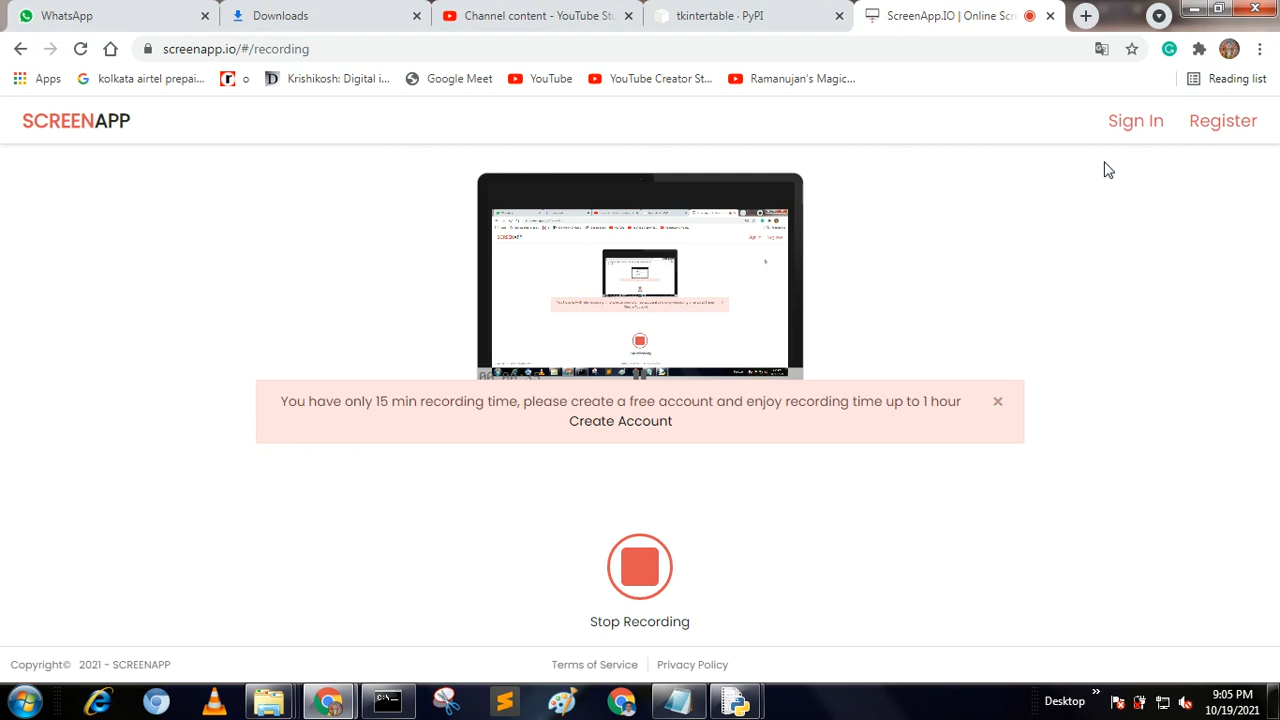 WhatsApp
Downloads
Channel content - YouTube Stu
tkintertable · PyPI
ScreenApp.IO | Online Scre
screenapp.io/#/recording
Apps
kolkata airtel prepai...
o
Krishikosh: Digital i...
Google Meet
YouTube
YouTube Creator St...
Ramanujan's Magic...
Reading list
SCREENAPP
Sign In
Register
You have only 15 min recording time, please create a free account and enjoy recording time up to 1 hour
Create Account
Stop Recording
Copyright© 2021 - SCREENAPP
Terms of Service
Privacy Policy
Desktop
9:05 PM
10/19/2021